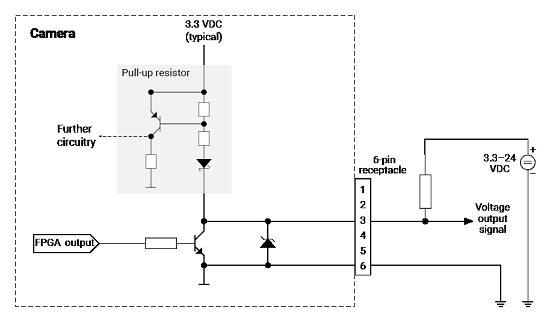 Camera
3.3 VDC
(typical)
Pull-up resistor
Further
circuitry
FPGA output
6-pin
receptacle
1
2
3
4
5
6
3.3–24
VDC
+
–
Voltage
output
signal